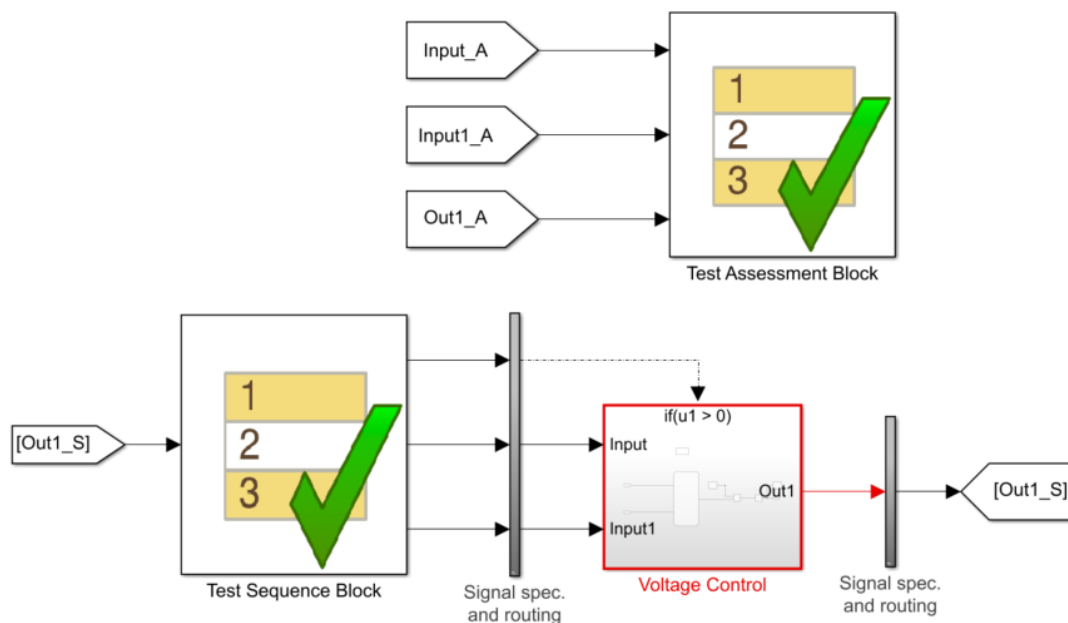 Input_A
Input1_A
Out1_A
1
2
3
Test Assessment Block
[Out1_S]
1
2
3
Test Sequence Block
Signal spec.
and routing
if(u1 > 0)
Input
Out1
Input1
Voltage Control
Signal spec.
and routing
[Out1_S]